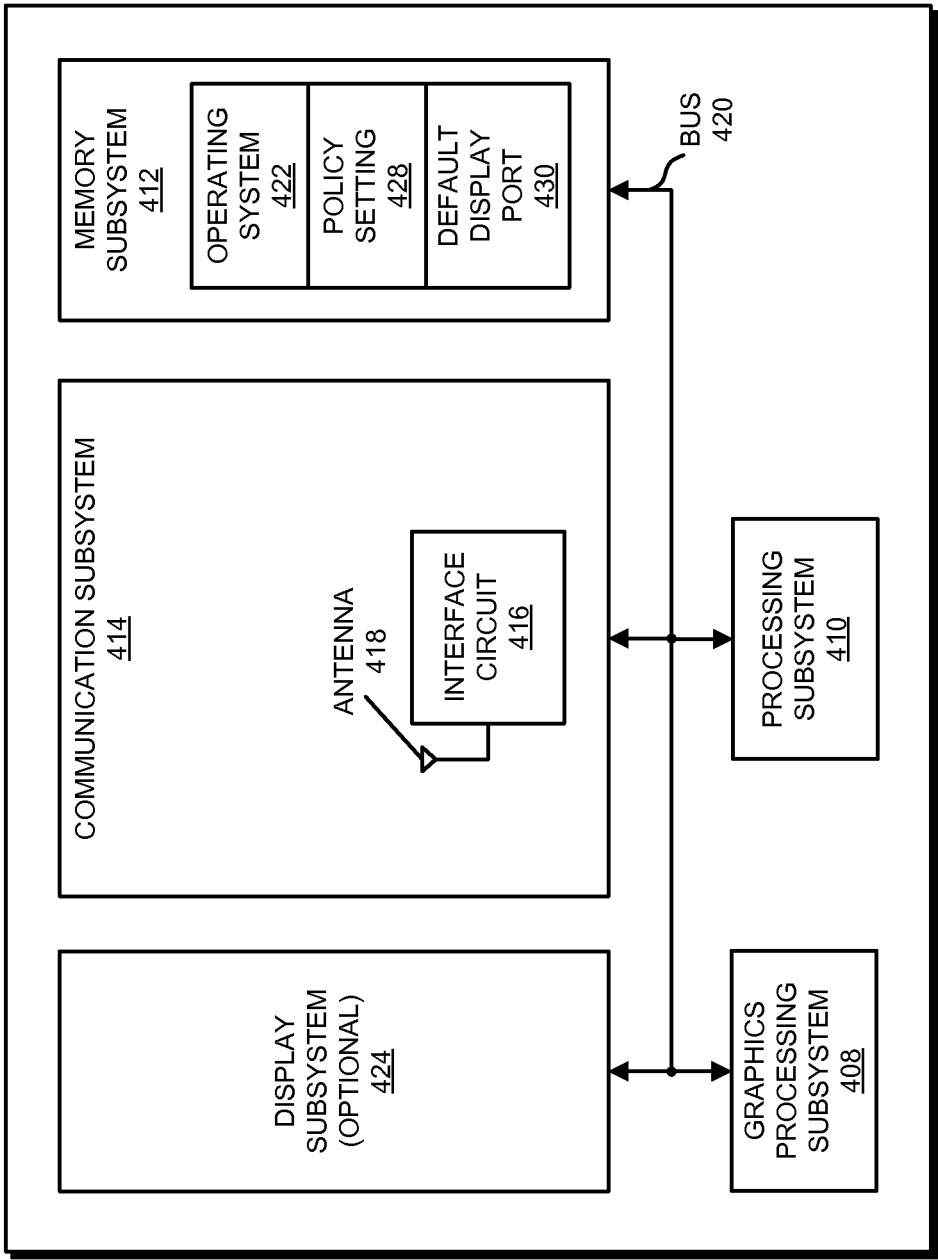 DISPLAY
SUBSYSTEM
(OPTIONAL)
424
COMMUNICATION SUBSYSTEM
414
ANTENNA
418
INTERFACE
CIRCUIT
416
MEMORY
SUBSYSTEM
412
OPERATING
SYSTEM
422
POLICY
SETTING
428
DEFAULT
DISPLAY
PORT
430
BUS
420
GRAPHICS
PROCESSING
SUBSYSTEM
408
PROCESSING
SUBSYSTEM
410